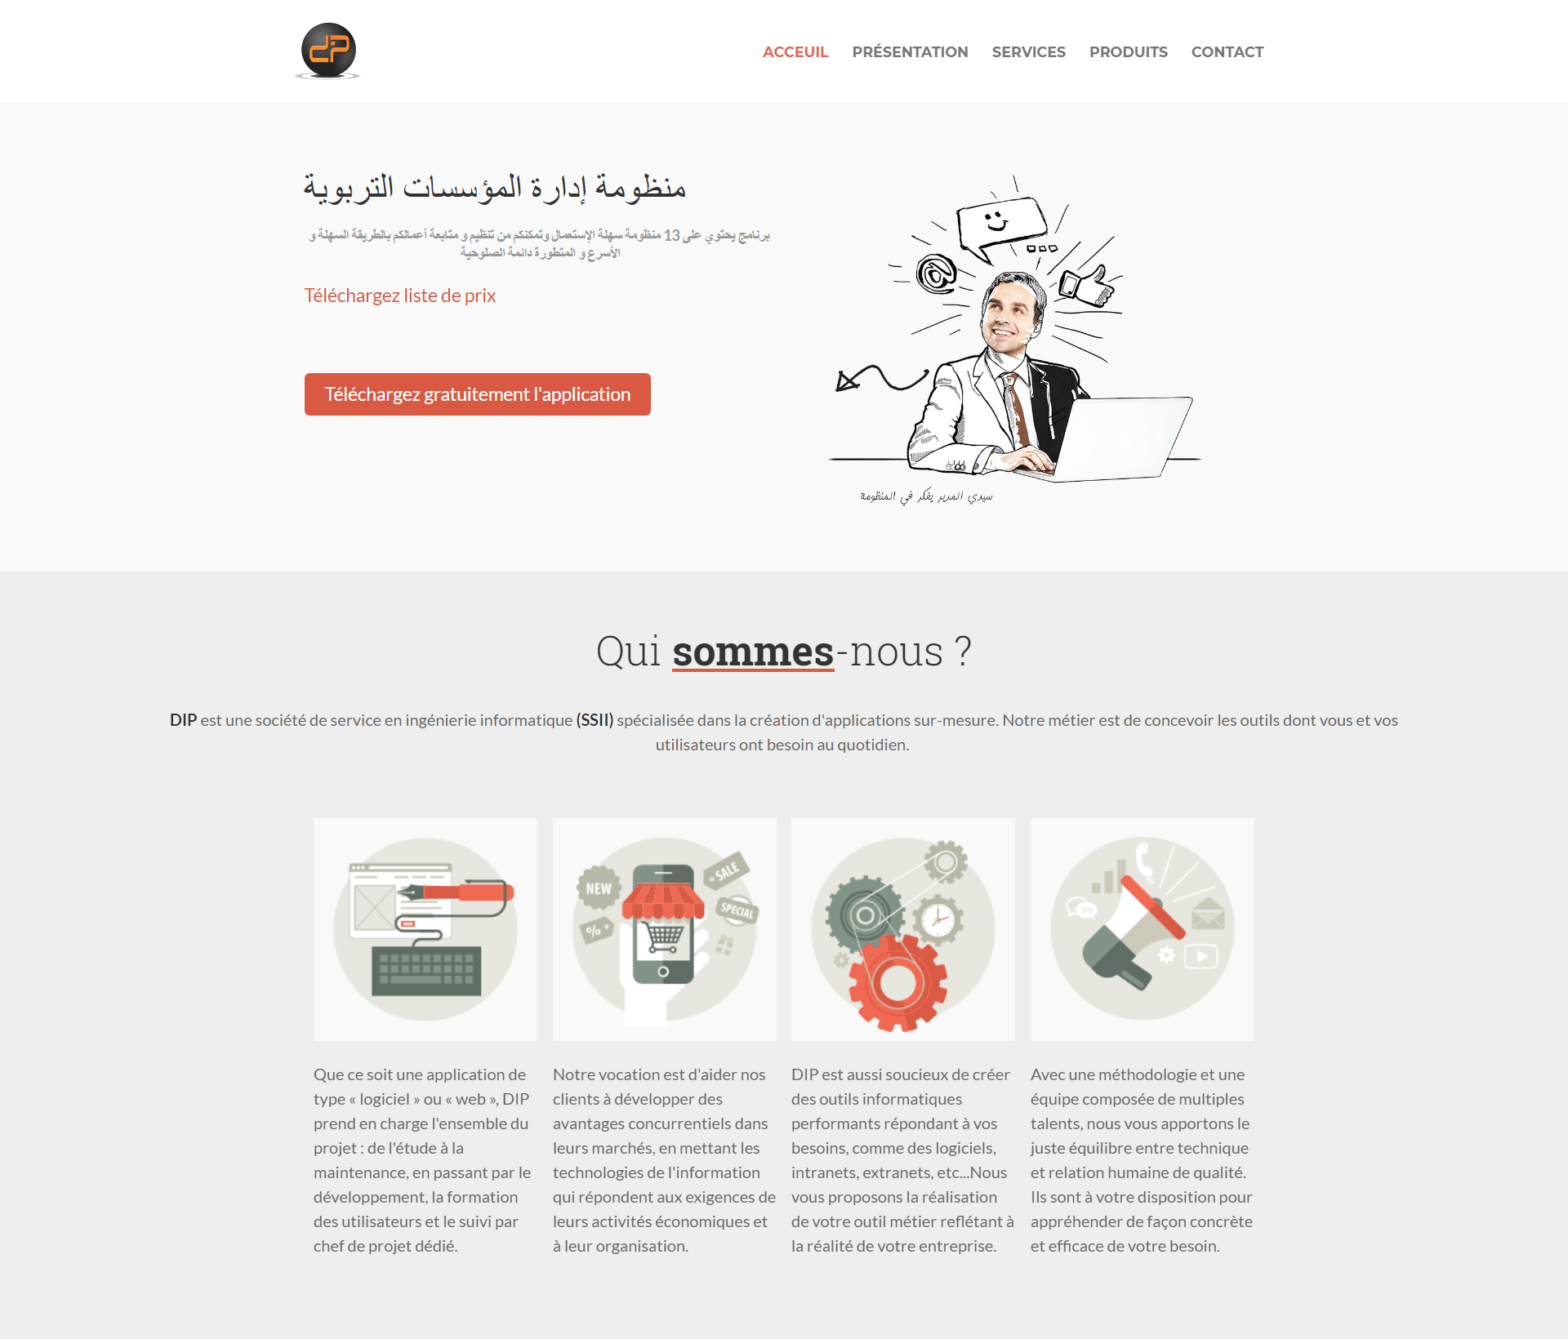 dip
ACCEUIL PRÉSENTATION SERVICES PRODUITS CONTACT
منظومة إدارة المؤسسات التربوية
برنامج يحتوي على 13 منظومة سهلة الإستعمال وتمكنكم من تنظيم و متابعة أعمالكم بالطريقة السهلة و
الأسرع و المتطورة دائمة الصلوحية
Téléchargez liste de prix
Téléchargez gratuitement l'application
@
سيدي المدير يفكر في المنظومة
Qui sommes-nous ?
DIP est une société de service en ingénierie informatique (SSII) spécialisée dans la création d'applications sur-mesure. Notre métier est de concevoir les outils dont vous et vos
utilisateurs ont besoin au quotidien.
NEW
SALE
SPECIAL
%
Que ce soit une application de
type « logiciel » ou « web », DIP
prend en charge l'ensemble du
projet : de l'étude à la
maintenance, en passant par le
développement, la formation
des utilisateurs et le suivi par
chef de projet dédié.
Notre vocation est d'aider nos
clients à développer des
avantages concurrentiels dans
leurs marchés, en mettant les
technologies de l'information
qui répondent aux exigences de
leurs activités économiques et
à leur organisation.
DIP est aussi soucieux de créer
des outils informatiques
performants répondant à vos
besoins, comme des logiciels,
intranets, extranets, etc...Nous
vous proposons la réalisation
de votre outil métier reflétant à
la réalité de votre entreprise.
Avec une méthodologie et une
équipe composée de multiples
talents, nous vous apportons le
juste équilibre entre technique
et relation humaine de qualité.
Ils sont à votre disposition pour
appréhender de façon concrète
et efficace de votre besoin.